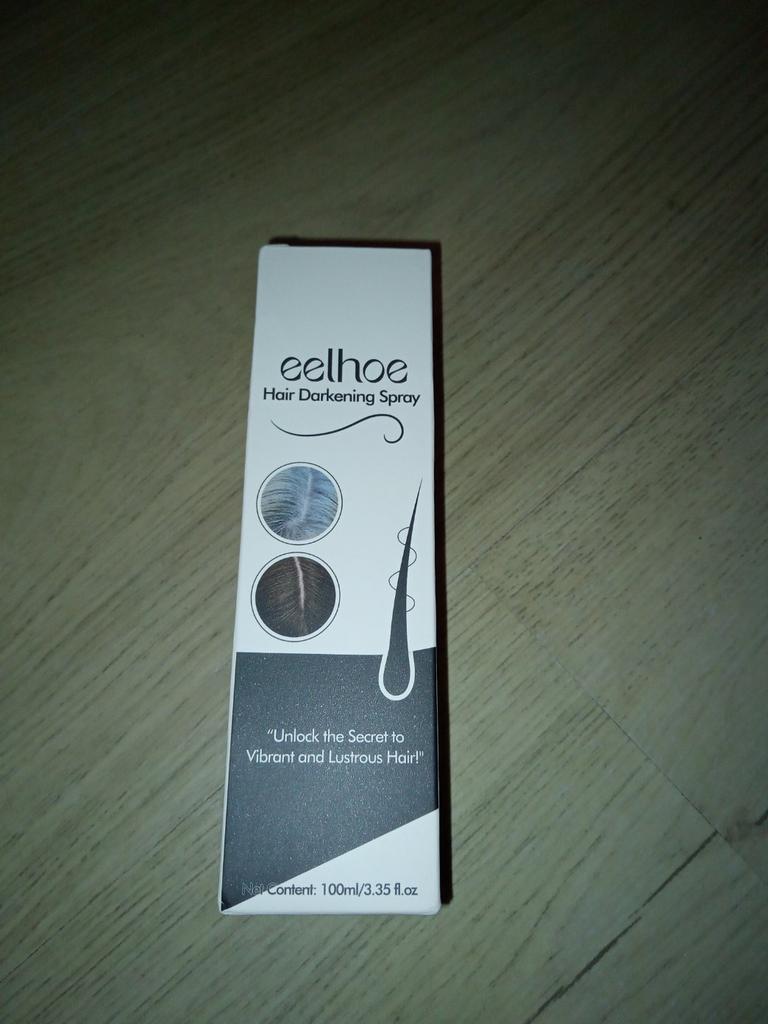 eelhoe
Hair Darkening Spray
“Unlock the Secret to
Vibrant and Lustrous Hair!"
Net Content: 100ml/3.35 fl.oz